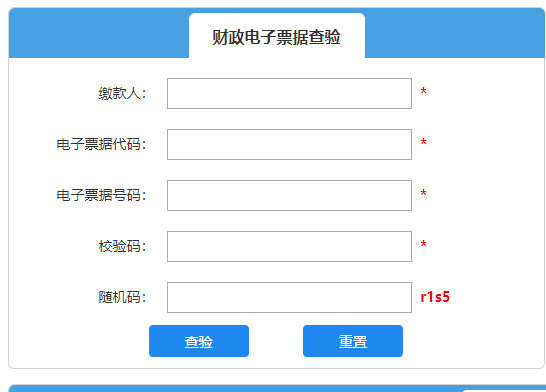 财政电子票据查验
缴款人： *
电子票据代码： *
电子票据号码： *
校验码： *
随机码： r1s5
查验 重置